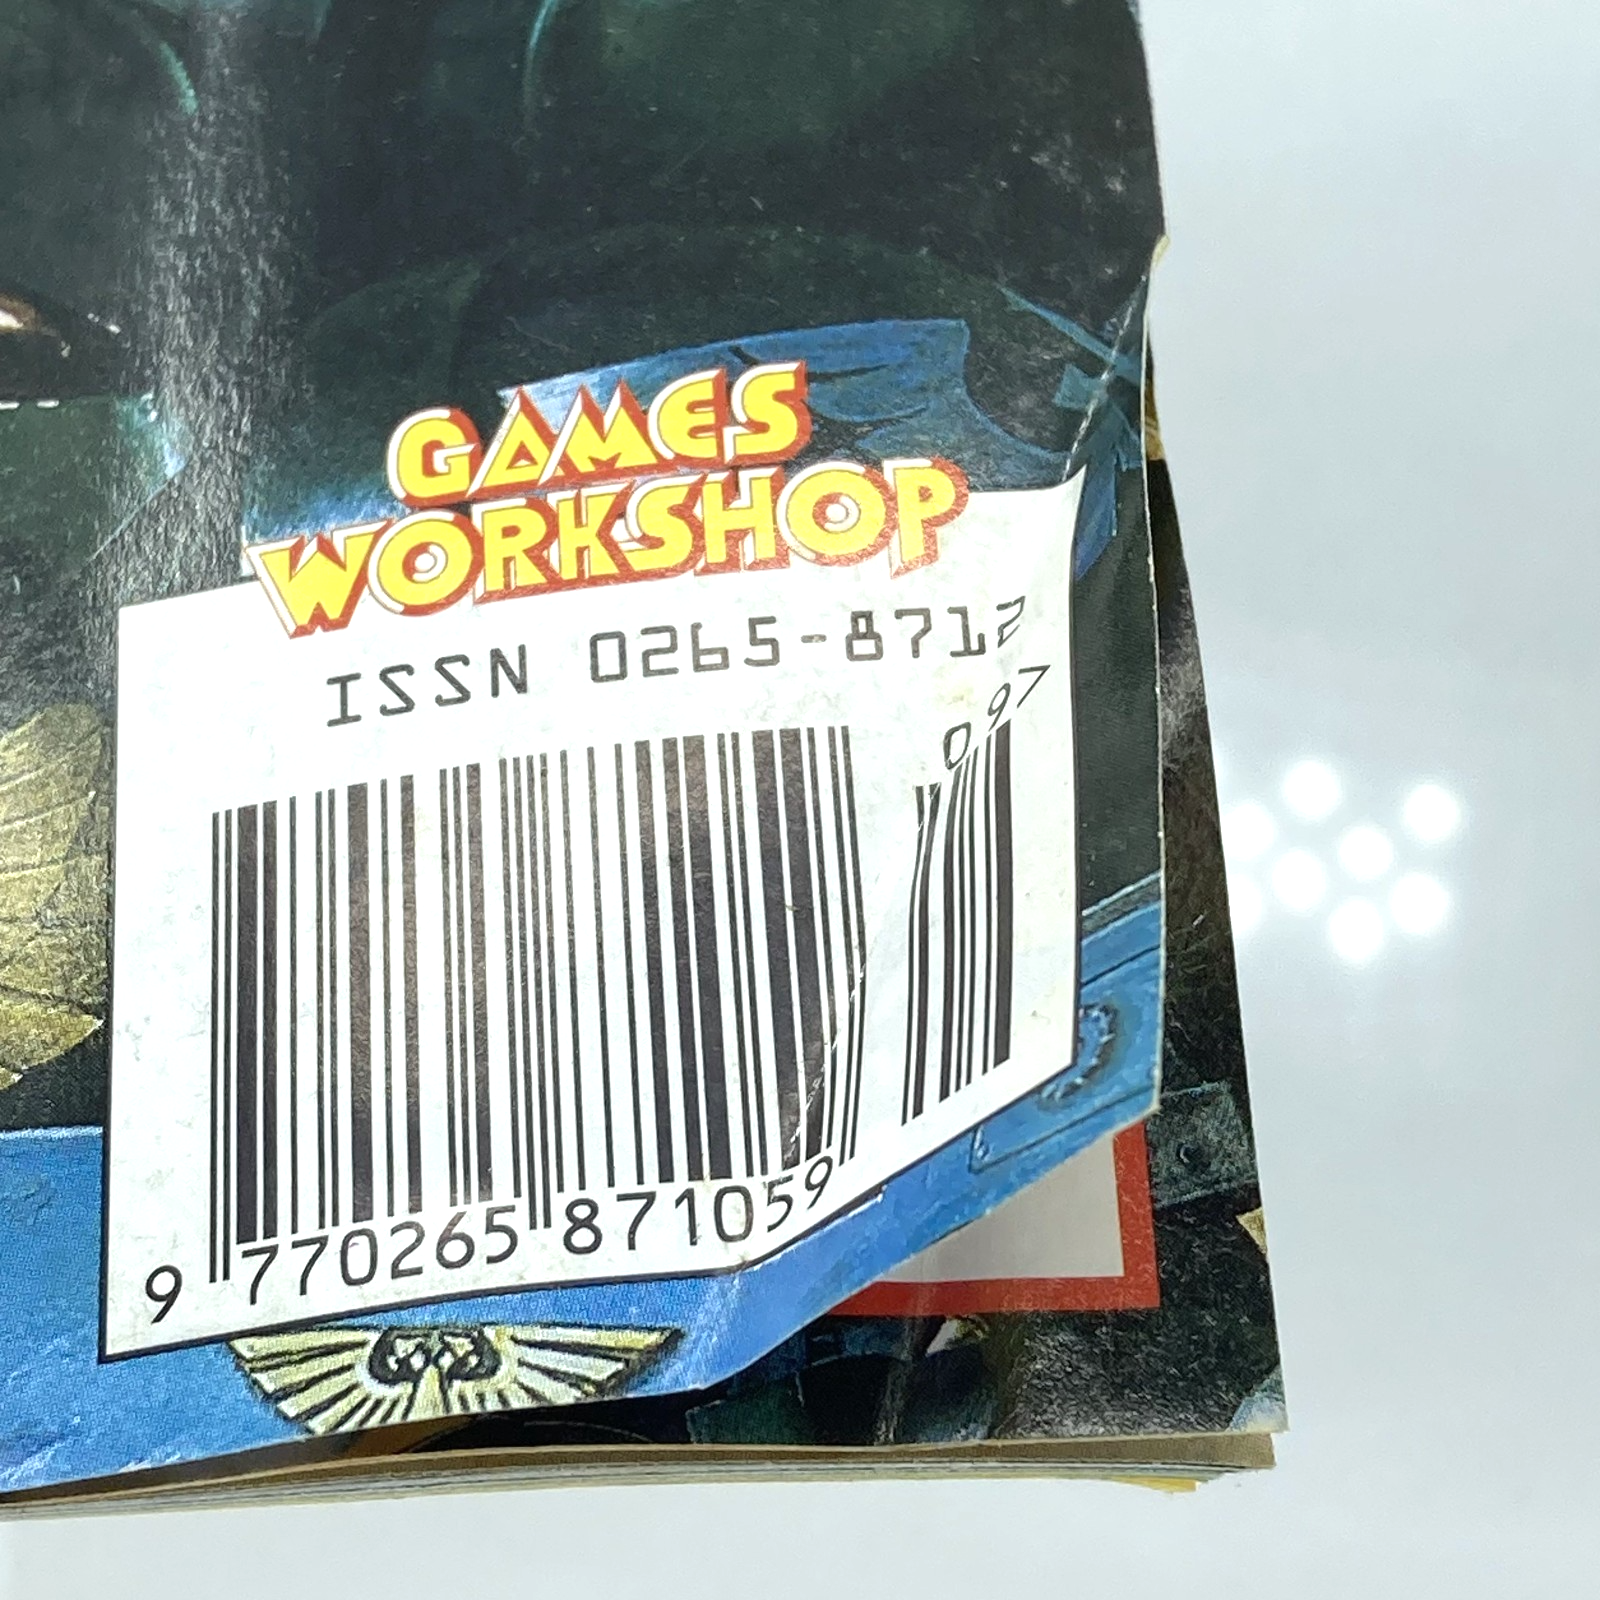 GAMES
WORKSHOP
ISSN 0265-8712
097
9 770265 871059